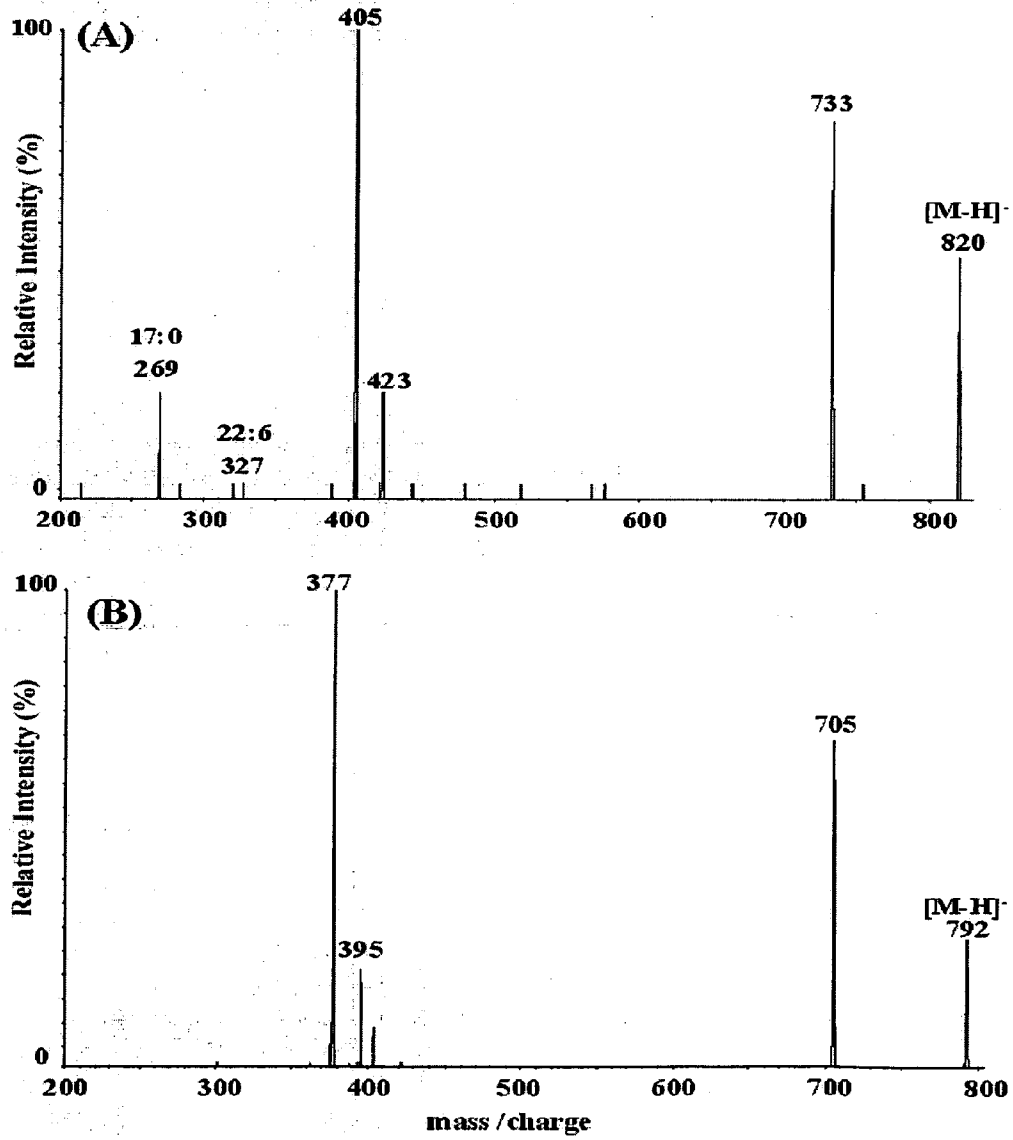 100
(A)
405
733
[M-H]-
820
17:0
269
423
22:6
327
0
200 300 400 500 600 700 800
Relative Intensity (%)
100
(B)
377
705
[M-H]-
792
395
0
200 300 400 500 600 700 800
Relative Intensity (%)
mass /charge